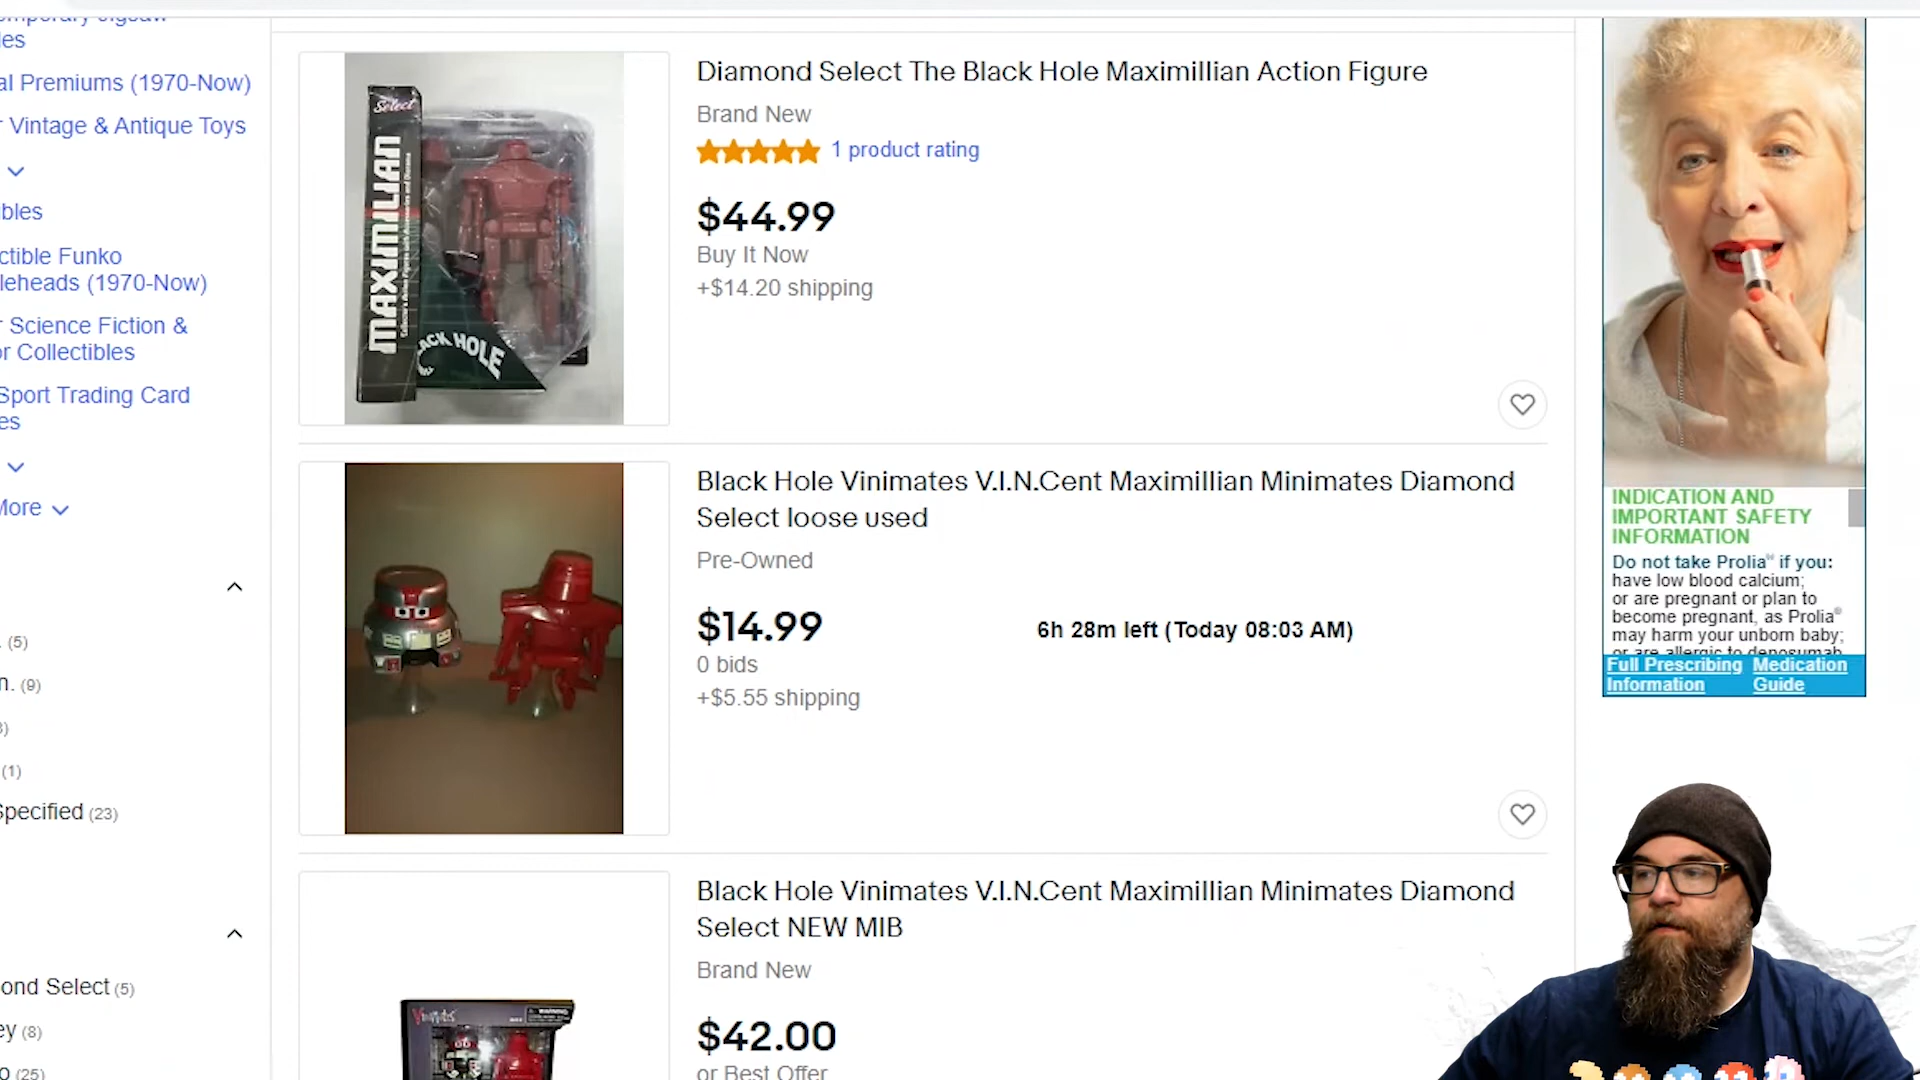 al Premiums (1970-Now)
r Vintage & Antique Toys
bles
ctible Funko
leheads (1970-Now)
r Science Fiction &
or Collectibles
Sport Trading Card
es
More
(5)
n. (9)
(1)
Specified (23)
ond Select (5)
ey (8)
o (25)
Select
MAXIMILIAN
ACK HOLE
Diamond Select The Black Hole Maximillian Action Figure
Brand New
1 product rating
$44.99
Buy It Now
+$14.20 shipping
Black Hole Vinimates V.I.N.Cent Maximillian Minimates Diamond
Select loose used
Pre-Owned
$14.99
6h 28m left (Today 08:03 AM)
0 bids
+$5.55 shipping
Black Hole Vinimates V.I.N.Cent Maximillian Minimates Diamond
Select NEW MIB
Brand New
$42.00
or Best Offer
Vinimates
INDICATION AND
IMPORTANT SAFETY
INFORMATION
Do not take Prolia® if you:
have low blood calcium;
or are pregnant or plan to
become pregnant, as Prolia®
may harm your unborn baby;
or are allergic to denosumab
Full Prescribing
Information
Medication
Guide